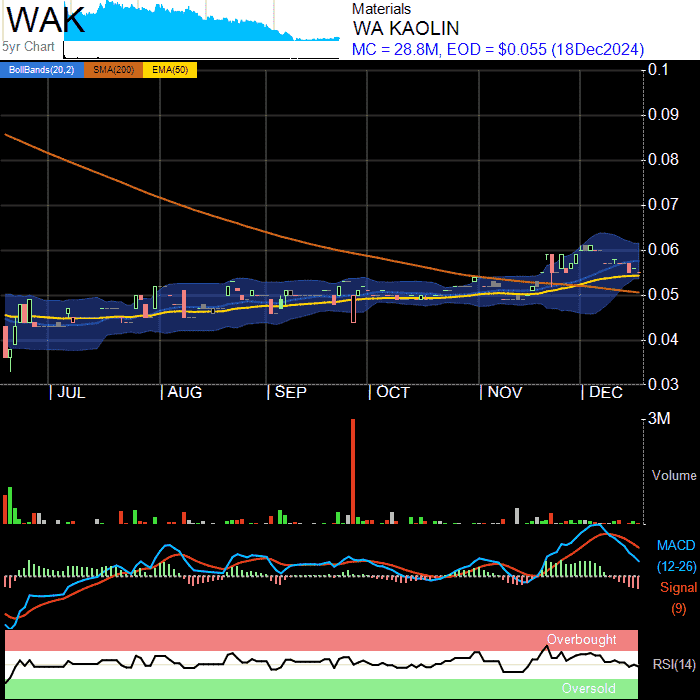 WAK
5yr Chart
Materials
WA KAOLIN
MC = 28.8M, EOD = $0.055 (18Dec2024)
BollBands(20,2) SMA(200) EMA(50)
0.1
0.09
0.08
0.07
0.06
0.05
0.04
0.03
JUL AUG SEP OCT NOV DEC
3M
Volume
MACD
(12-26)
Signal
(9)
Overbought
RSI(14)
Oversold